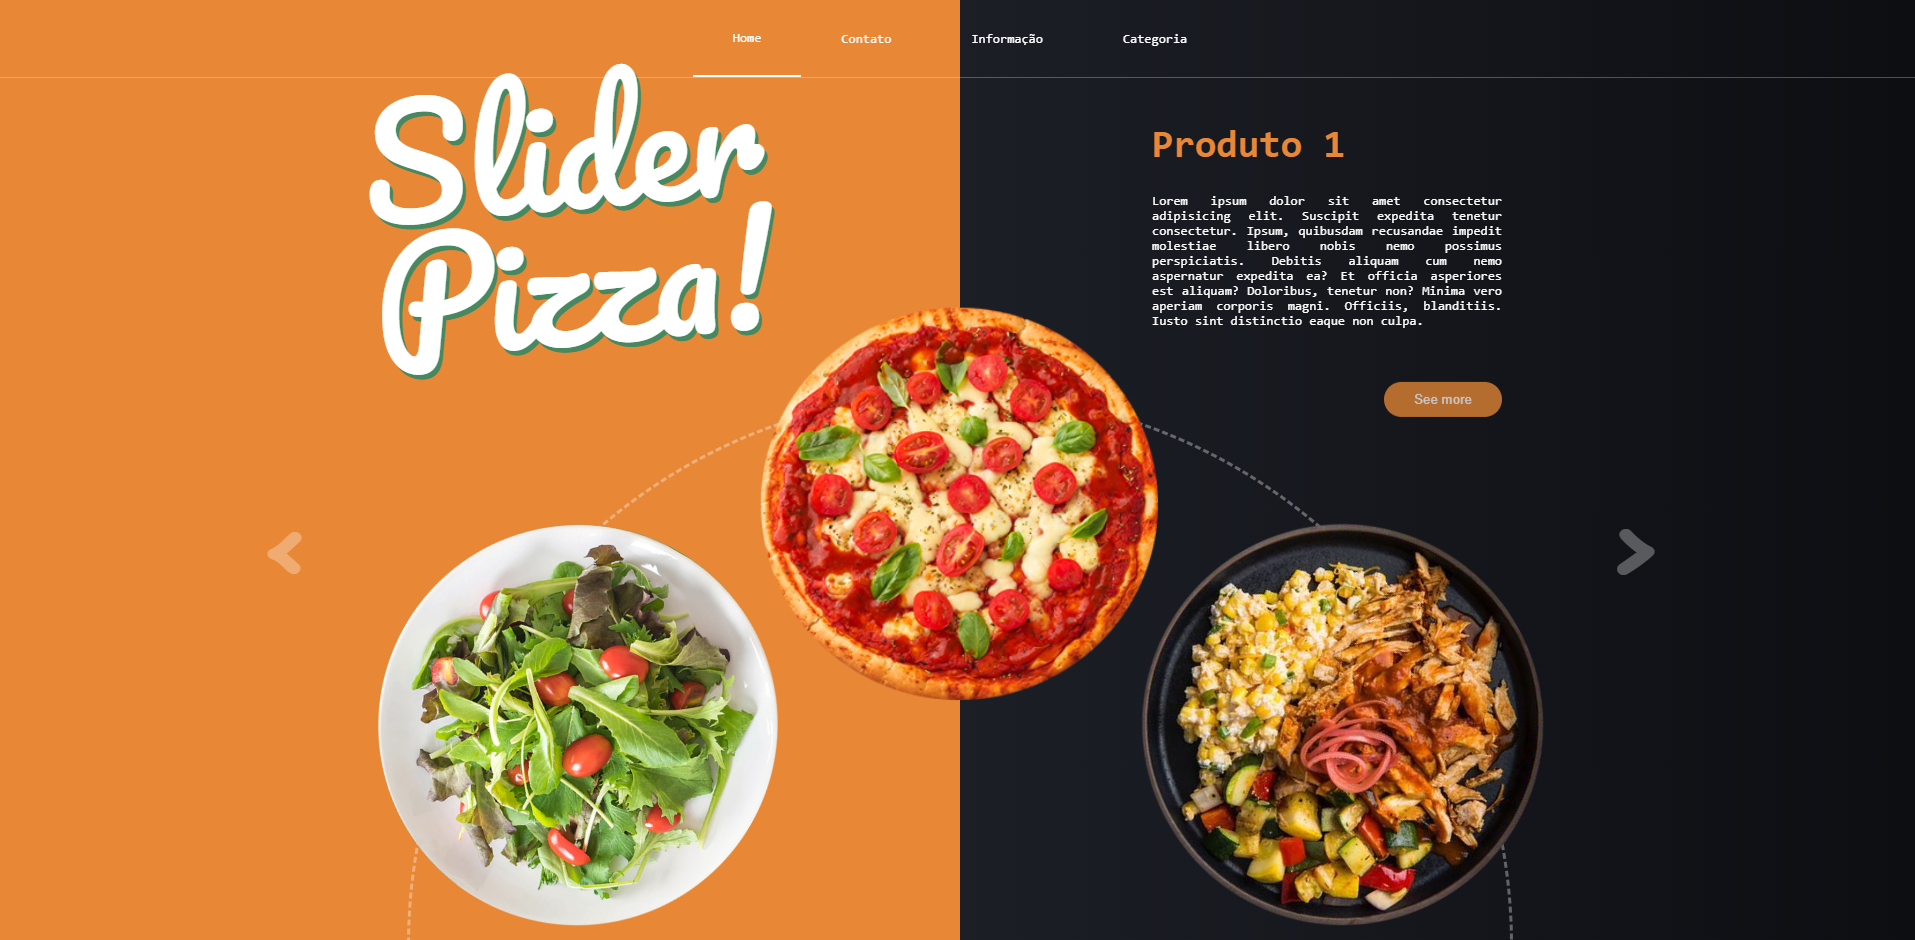 Home
Contato
Informação
Categoria
Slider
Pizza!
Produto 1
Lorem ipsum dolor sit amet consectetur
adipisicing elit. Suscipit expedita tenetur
consectetur. Ipsum, quibusdam recusandae impedit
molestiae libero nobis nemo possimus
perspiciatis. Debitis aliquam cum nemo
aspernatur expedita ea? Et officia asperiores
est aliquam? Doloribus, tenetur non? Minima vero
aperiam corporis magni. Officiis, blanditiis.
Iusto sint distinctio eaque non culpa.
See more